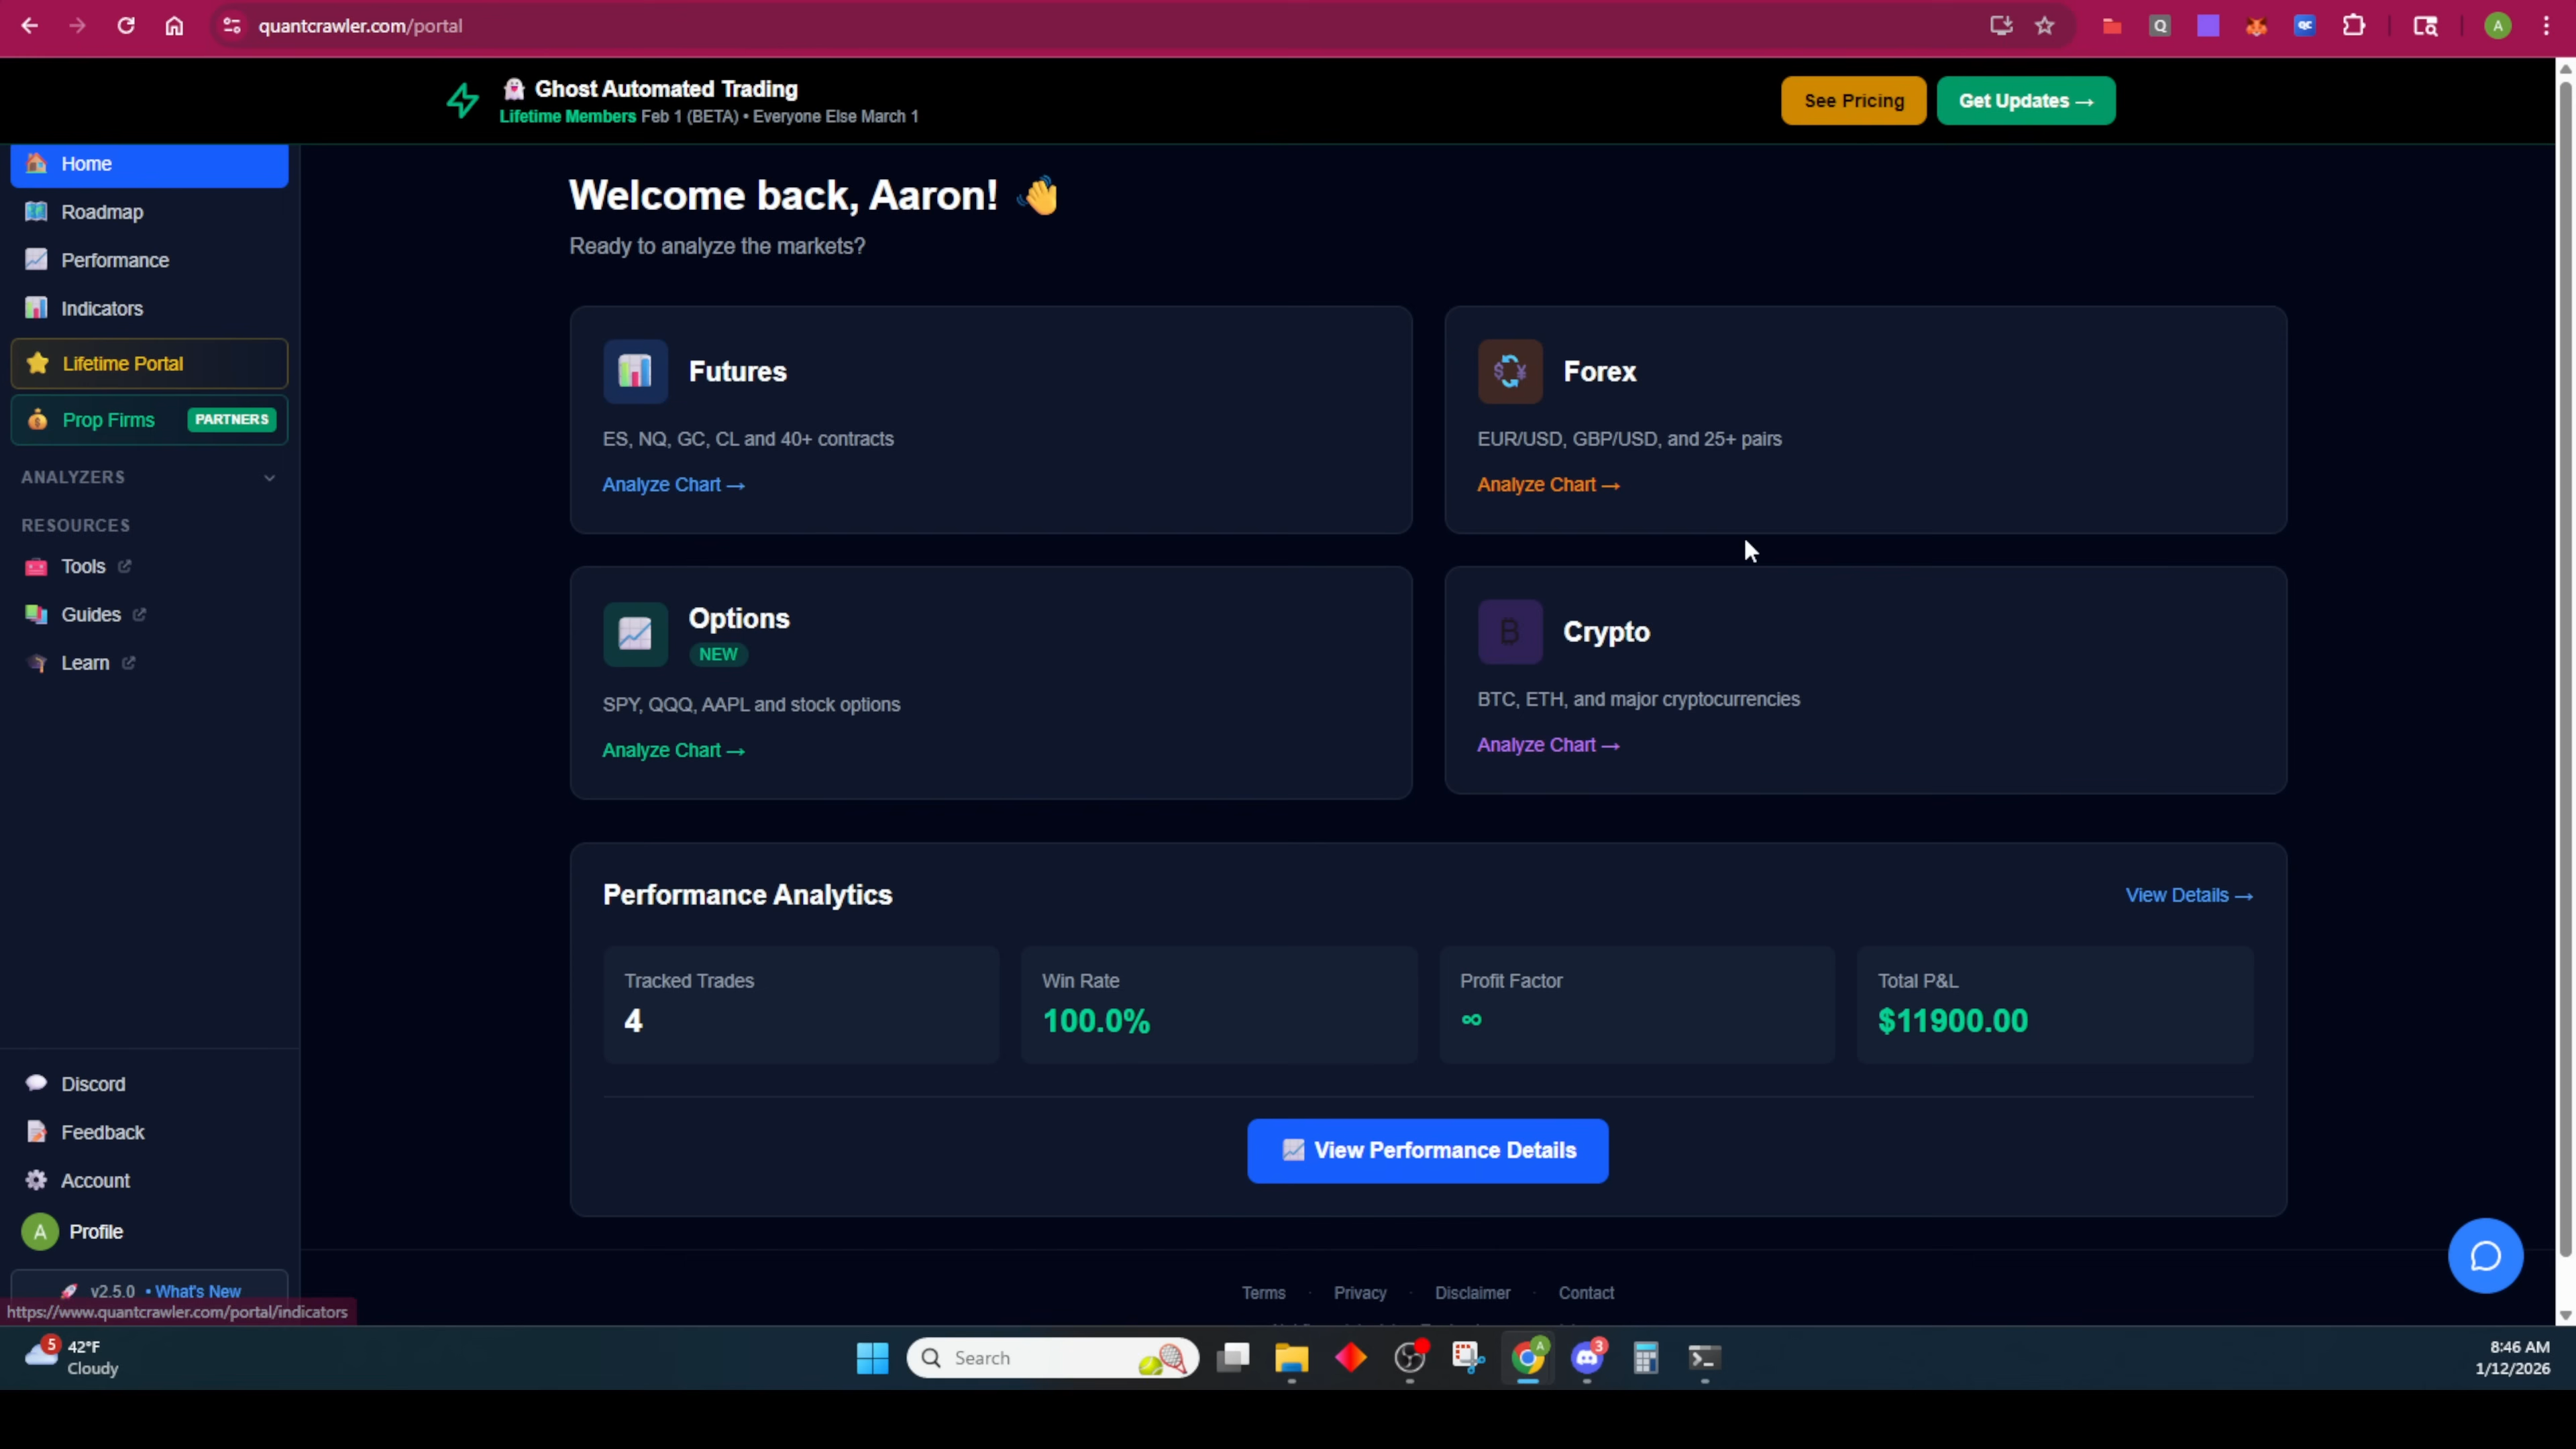 quantcrawler.com/portal
Ghost Automated Trading
Lifetime Members Feb 1 (BETA) • Everyone Else March 1
See Pricing
Get Updates →
Home
Roadmap
Performance
Indicators
Lifetime Portal
Prop Firms PARTNERS
ANALYZERS
RESOURCES
Tools
Guides
Learn
Discord
Feedback
Account
A Profile
v2.5.0 • What's New
https://www.quantcrawler.com/portal/indicators
Welcome back, Aaron!
Ready to analyze the markets?
Futures
ES, NQ, GC, CL and 40+ contracts
Analyze Chart →
Forex
EUR/USD, GBP/USD, and 25+ pairs
Analyze Chart →
Options
NEW
SPY, QQQ, AAPL and stock options
Analyze Chart →
Crypto
BTC, ETH, and major cryptocurrencies
Analyze Chart →
Performance Analytics
View Details →
Tracked Trades
4
Win Rate
100.0%
Profit Factor
∞
Total P&L
$11900.00
View Performance Details
Terms · Privacy · Disclaimer · Contact
5
42°F
Cloudy
Search
3
8:46 AM
1/12/2026